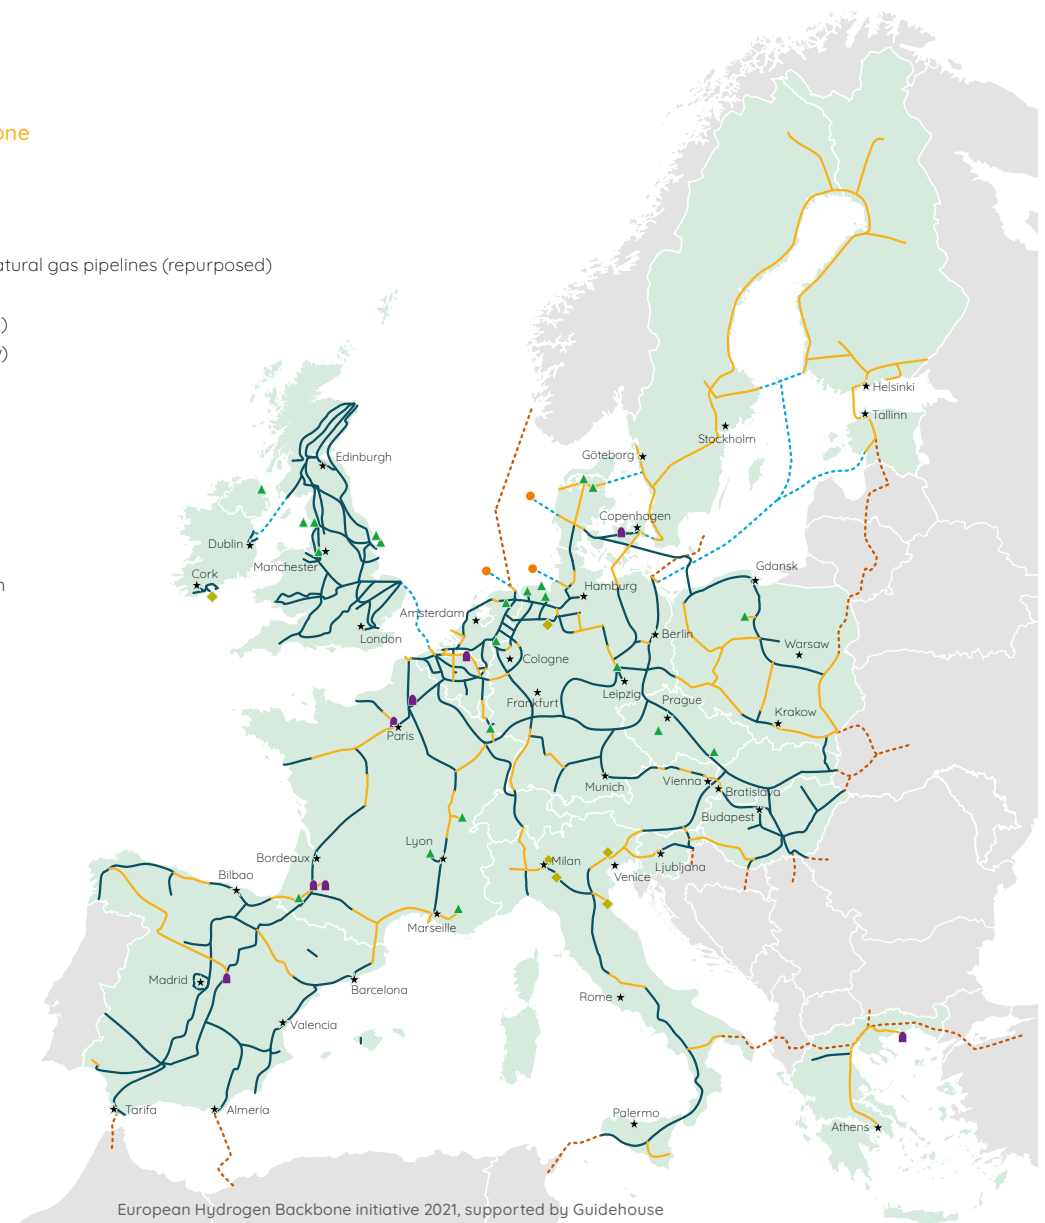 one
atural gas pipelines (repurposed)
)
)
Helsinki
Tallinn
Stockholm
Edinburgh
Göteborg
Copenhagen
Dublin
Manchester
Gdansk
Cork
n
Hamburg
Amsterdam
London
Berlin
Warsaw
Cologne
Leipzig
Frankfurt
Prague
Krakow
Paris
Munich
Vienna
Bratislava
Budapest
Lyon
Bordeaux
Milan
Ljubljana
Venice
Bilbao
Marseille
Madrid
Barcelona
Rome
Valencia
Tarifa
Almería
Palermo
Athens
European Hydrogen Backbone initiative 2021, supported by Guidehouse